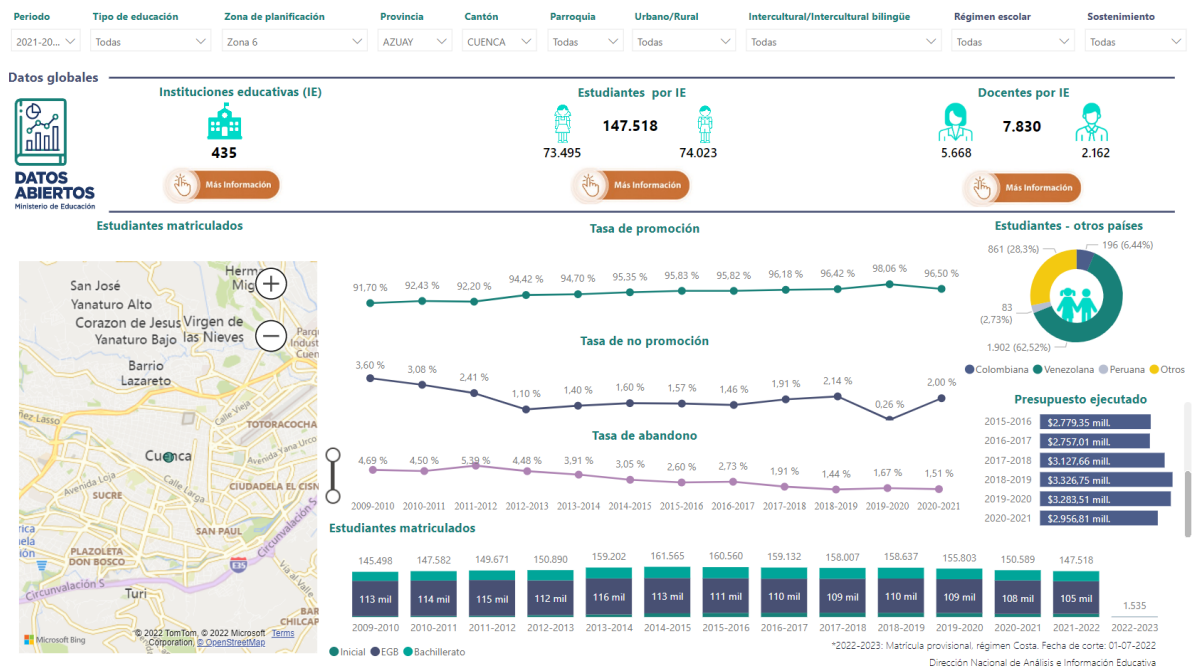 Periodo Tipo de educación Zona de planificación Provincia Cantón Parroquia Urbano/Rural Intercultural/Intercultural bilingüe Régimen escolar Sostenimiento
2021-20... Todas Zona 6 AZUAY CUENCA Todas Todas Todas Todas Todas
Datos globales
Instituciones educativas (IE)
435
Más Información
Estudiantes por IE
147.518
73.495 74.023
Más Información
Docentes por IE
7.830
5.668 2.162
Más Información
DATOS
ABIERTOS
Ministerio de Educación
Estudiantes matriculados
San José
Yanaturo Alto
Corazon de Jesus
Yanaturo Bajo
Virgen de
las Nieves
Barrio
Lazareto
Calle Vieja
TOTORACOCHA
Cuenca
Avenida Yana Urco
Avenida Loja
SUCRE
Calle Larga
CIUDADELA EL CISN
SAN PAUL
Circunvalación S
PLAZOLETA
DON BOSCO
E35
Circunvalación S
Turi
Vía al Valle
BAR
CHILCAP
Microsoft Bing
© 2022 TomTom, © 2022 Microsoft Terms
Corporation, © OpenStreetMap
Tasa de promoción
91,70 % 92,43 % 92,20 % 94,42 % 94,70 % 95,35 % 95,83 % 95,82 % 96,18 % 96,42 % 98,06 % 96,50 %
Tasa de no promoción
3,60 % 3,08 % 2,41 % 1,10 % 1,40 % 1,60 % 1,57 % 1,46 % 1,91 % 2,14 % 0,26 % 2,00 %
Tasa de abandono
4,69 % 4,50 % 5,39 % 4,48 % 3,91 % 3,05 % 2,60 % 2,73 % 1,91 % 1,44 % 1,67 % 1,51 %
2009-2010 2010-2011 2011-2012 2012-2013 2013-2014 2014-2015 2015-2016 2016-2017 2017-2018 2018-2019 2019-2020 2020-2021
Estudiantes - otros países
861 (28,3%)
196 (6,44%)
83
(2,73%)
1.902 (62,52%)
Colombiana Venezolana Peruana Otros
Presupuesto ejecutado
2015-2016 $2.779,35 mill.
2016-2017 $2.757,01 mill.
2017-2018 $3.127,66 mill.
2018-2019 $3.326,75 mill.
2019-2020 $3.283,51 mill.
2020-2021 $2.956,81 mill.
Estudiantes matriculados
145.498 147.582 149.671 150.890 159.202 161.565 160.560 159.132 158.007 158.637 155.803 150.589 147.518 1.535
113 mil 114 mil 115 mil 112 mil 116 mil 113 mil 111 mil 110 mil 109 mil 110 mil 109 mil 108 mil 105 mil
2009-2010 2010-2011 2011-2012 2012-2013 2013-2014 2014-2015 2015-2016 2016-2017 2017-2018 2018-2019 2019-2020 2020-2021 2021-2022 2022-2023
Inicial EGB Bachillerato
*2022-2023: Matrícula provisional, régimen Costa. Fecha de corte: 01-07-2022
Dirección Nacional de Análisis e Información Educativa